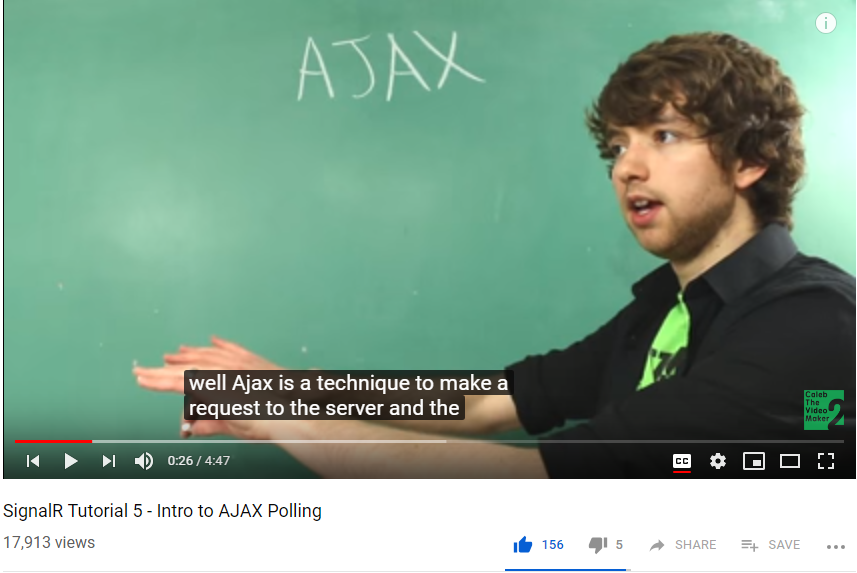 AJAX
well Ajax is a technique to make a
request to the server and the
Caleb
The
Video
Maker 2
0:26 / 4:47
CC
SignalR Tutorial 5 - Intro to AJAX Polling
17,913 views
156
5
SHARE
SAVE